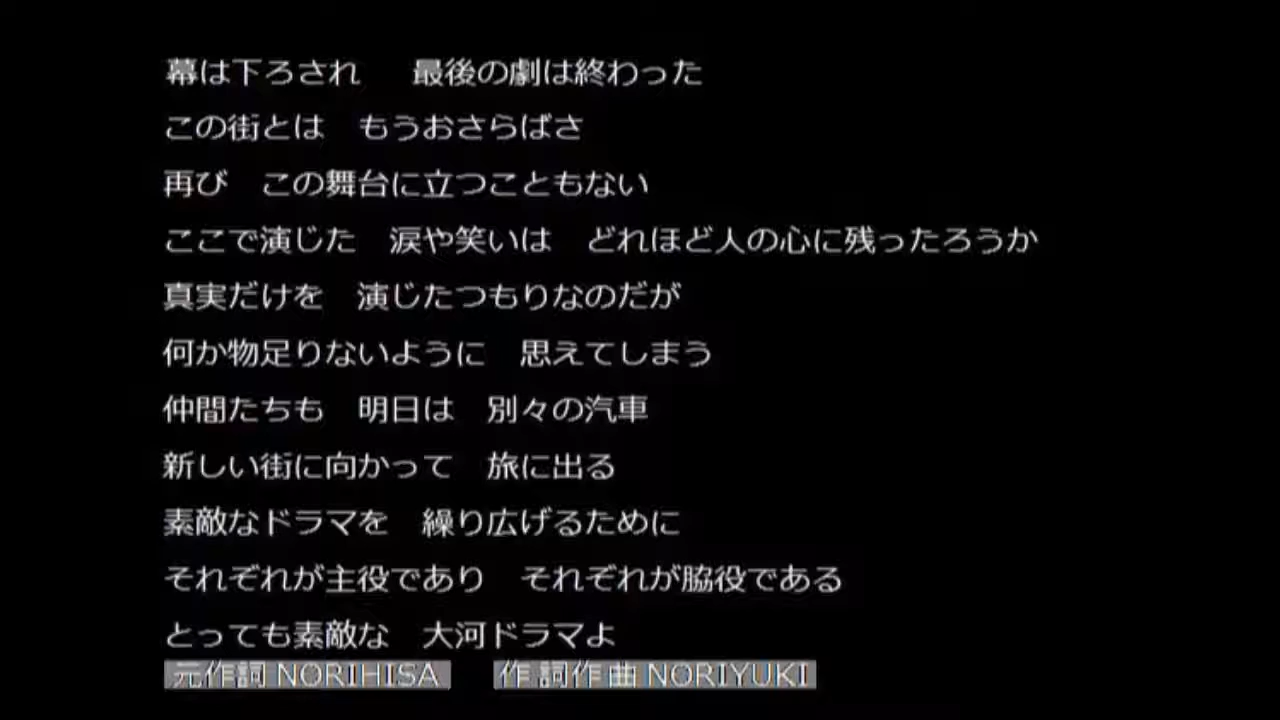 幕は下ろされ　最後の劇は終わった
この街とは　もうおさらばさ
再び　この舞台に立つこともない
ここで演じた　涙や笑いは　どれほど人の心に残ったろうか
真実だけを　演じたつもりなのだが
何か物足りないように　思えてしまう
仲間たちも　明日は　別々の汽車
新しい街に向かって　旅に出る
素敵なドラマを　繰り広げるために
それぞれが主役であり　それぞれが脇役である
とっても素敵な　大河ドラマよ
元作詞 NORIHISA　作詞作曲 NORIYUKI